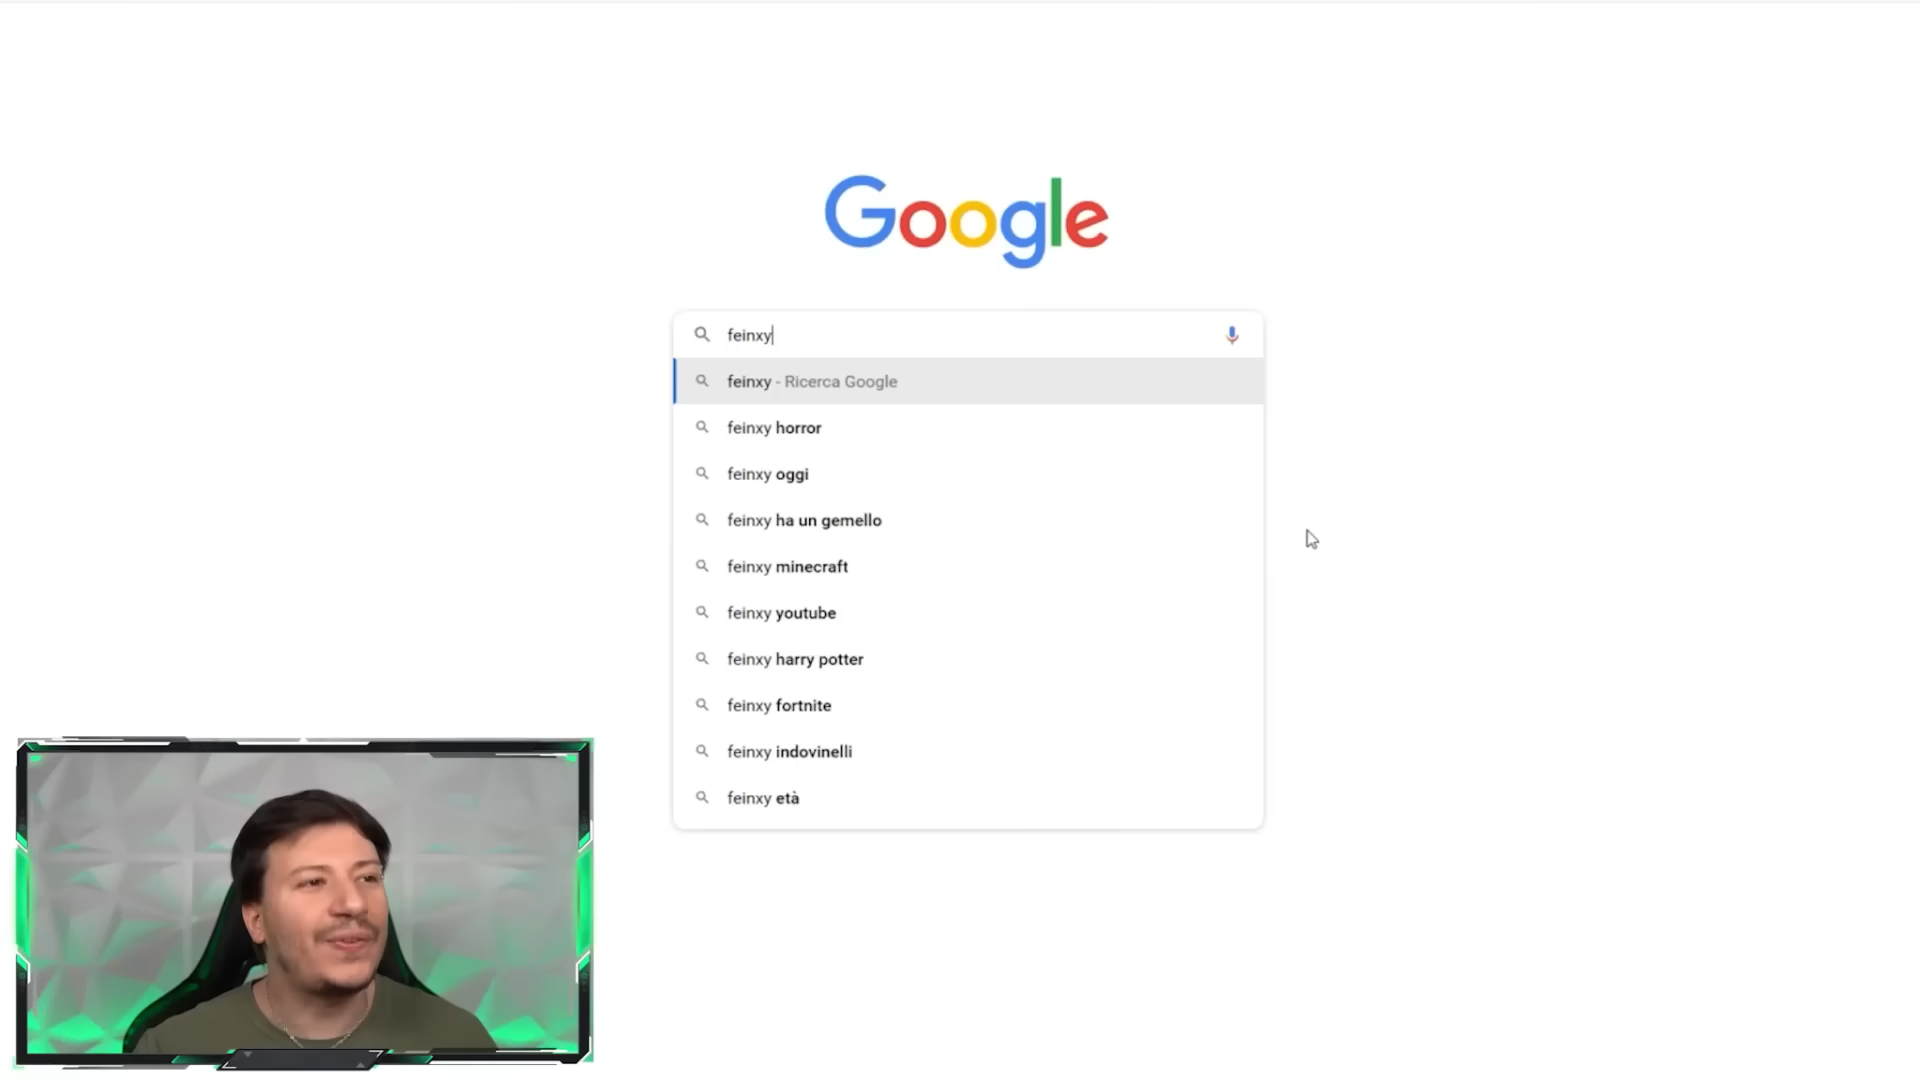 Google
feinxy
feinxy - Ricerca Google
feinxy horror
feinxy oggi
feinxy ha un gemello
feinxy minecraft
feinxy youtube
feinxy harry potter
feinxy fortnite
feinxy indovinelli
feinxy età